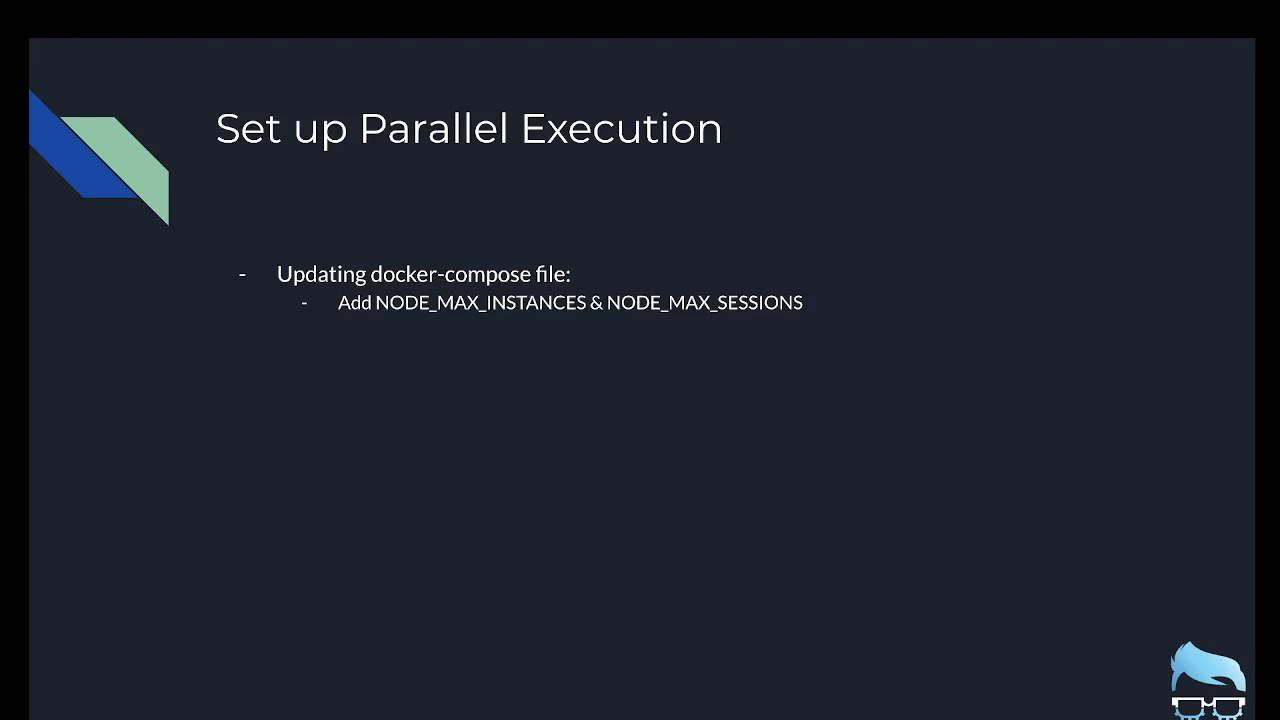 Set up Parallel Execution
- Updating docker-compose file:
- Add NODE_MAX_INSTANCES & NODE_MAX_SESSIONS